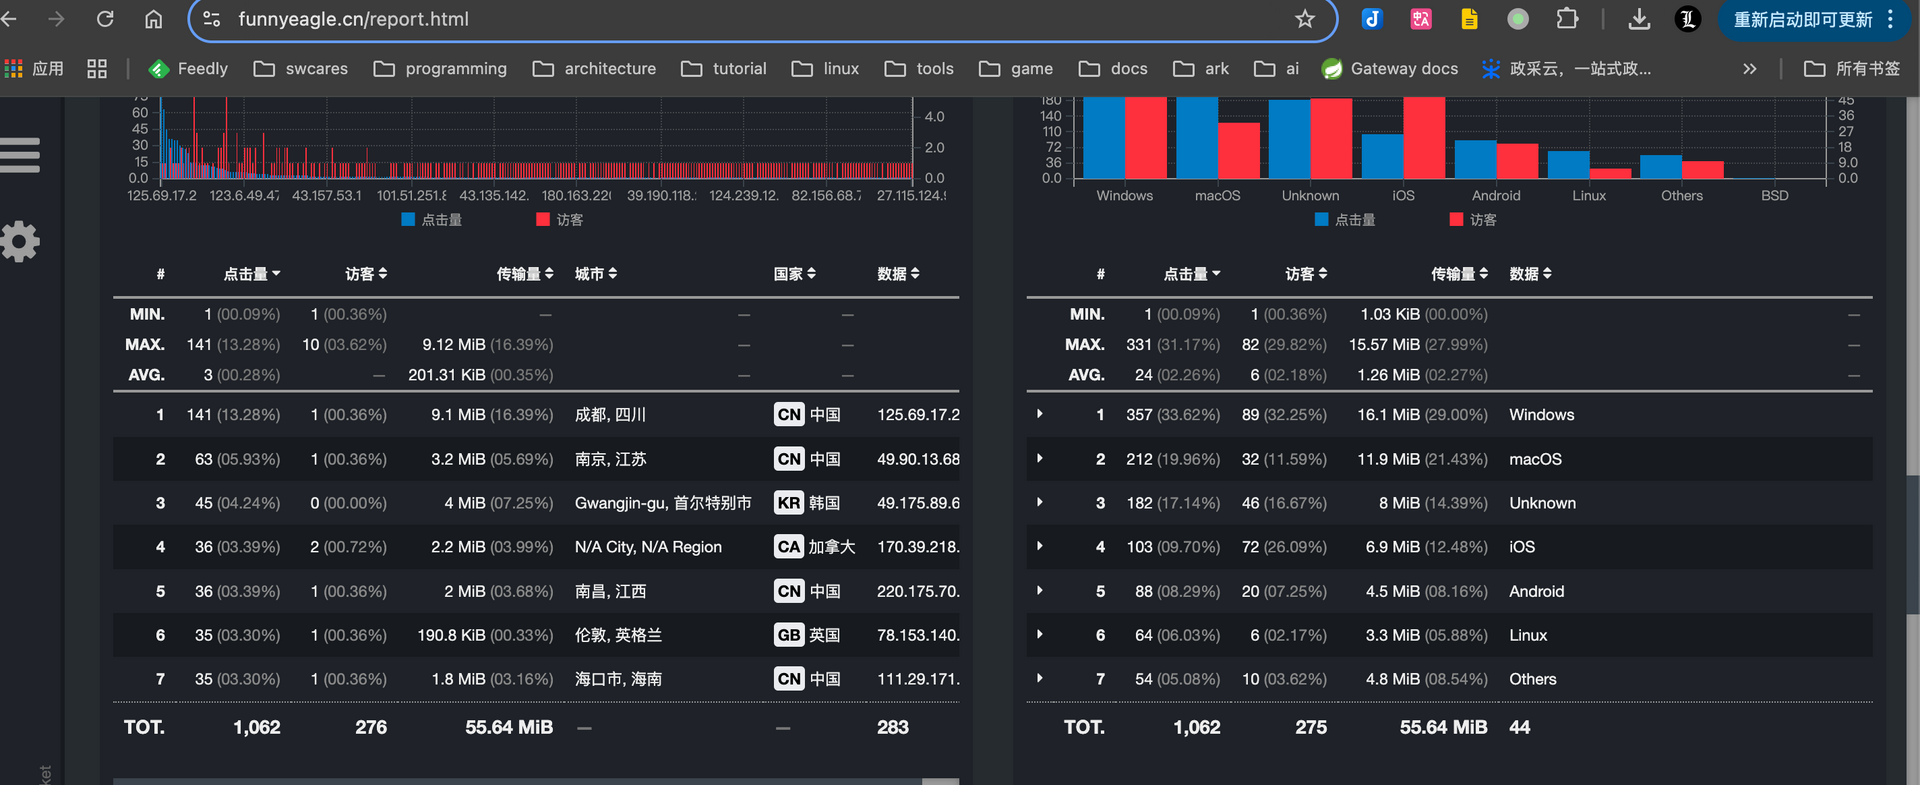 funnyeagle.cn/report.html
重新启动即可更新
应用
Feedly
swcares
programming
architecture
tutorial
linux
tools
game
docs
ark
ai
Gateway docs
政采云，一站式政...
所有书签
75
60
45
30
15
0.0
4.0
2.0
0.0
125.69.17.2 123.6.49.47 43.157.53.1 101.51.251.8 43.135.142. 180.163.220 39.190.118. 124.239.12. 82.156.68.7 27.115.124.
点击量 访客
# 点击量 访客 传输量 城市 国家 数据
MIN. 1 (00.09%) 1 (00.36%) — — —
MAX. 141 (13.28%) 10 (03.62%) 9.12 MiB (16.39%) — —
AVG. 3 (00.28%) — 201.31 KiB (00.35%) — —
1 141 (13.28%) 1 (00.36%) 9.1 MiB (16.39%) 成都, 四川 CN 中国 125.69.17.2
2 63 (05.93%) 1 (00.36%) 3.2 MiB (05.69%) 南京, 江苏 CN 中国 49.90.13.68
3 45 (04.24%) 0 (00.00%) 4 MiB (07.25%) Gwangjin-gu, 首尔特别市 KR 韩国 49.175.89.6
4 36 (03.39%) 2 (00.72%) 2.2 MiB (03.99%) N/A City, N/A Region CA 加拿大 170.39.218.
5 36 (03.39%) 1 (00.36%) 2 MiB (03.68%) 南昌, 江西 CN 中国 220.175.70.
6 35 (03.30%) 1 (00.36%) 190.8 KiB (00.33%) 伦敦, 英格兰 GB 英国 78.153.140.
7 35 (03.30%) 1 (00.36%) 1.8 MiB (03.16%) 海口市, 海南 CN 中国 111.29.171.
TOT. 1,062 276 55.64 MiB — — 283
180
140
110
72
36
0.0
45
36
27
18
9.0
0.0
Windows macOS Unknown iOS Android Linux Others BSD
点击量 访客
# 点击量 访客 传输量 数据
MIN. 1 (00.09%) 1 (00.36%) 1.03 KiB (00.00%) —
MAX. 331 (31.17%) 82 (29.82%) 15.57 MiB (27.99%) —
AVG. 24 (02.26%) 6 (02.18%) 1.26 MiB (02.27%) —
1 357 (33.62%) 89 (32.25%) 16.1 MiB (29.00%) Windows
2 212 (19.96%) 32 (11.59%) 11.9 MiB (21.43%) macOS
3 182 (17.14%) 46 (16.67%) 8 MiB (14.39%) Unknown
4 103 (09.70%) 72 (26.09%) 6.9 MiB (12.48%) iOS
5 88 (08.29%) 20 (07.25%) 4.5 MiB (08.16%) Android
6 64 (06.03%) 6 (02.17%) 3.3 MiB (05.88%) Linux
7 54 (05.08%) 10 (03.62%) 4.8 MiB (08.54%) Others
TOT. 1,062 275 55.64 MiB 44